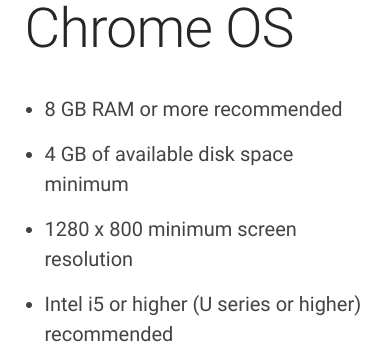 Chrome OS
• 8 GB RAM or more recommended
• 4 GB of available disk space
minimum
• 1280 x 800 minimum screen
resolution
• Intel i5 or higher (U series or higher)
recommended